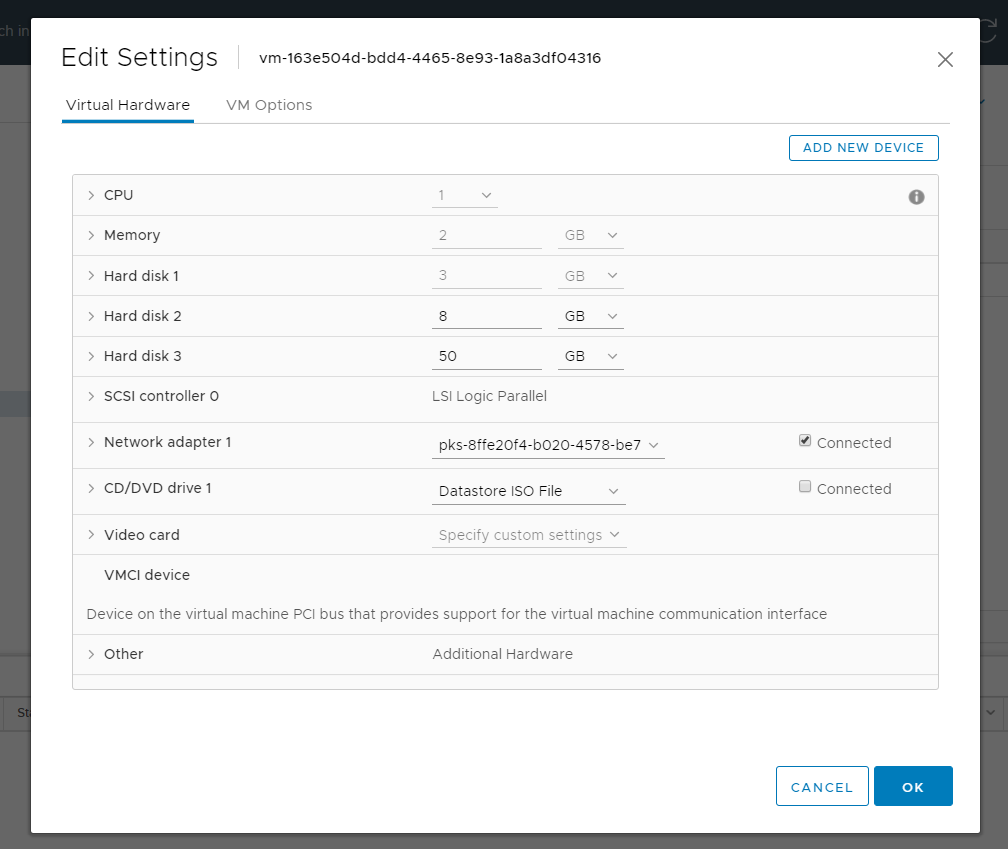 ch in
Edit Settings vm-163e504d-bdd4-4465-8e93-1a8a3df04316
Virtual Hardware VM Options
ADD NEW DEVICE
CPU 1
Memory 2 GB
Hard disk 1 3 GB
Hard disk 2 8 GB
Hard disk 3 50 GB
SCSI controller 0 LSI Logic Parallel
Network adapter 1 pks-8ffe20f4-b020-4578-be7 Connected
CD/DVD drive 1 Datastore ISO File Connected
Video card Specify custom settings
VMCI device
Device on the virtual machine PCI bus that provides support for the virtual machine communication interface
Other Additional Hardware
Sta
CANCEL OK